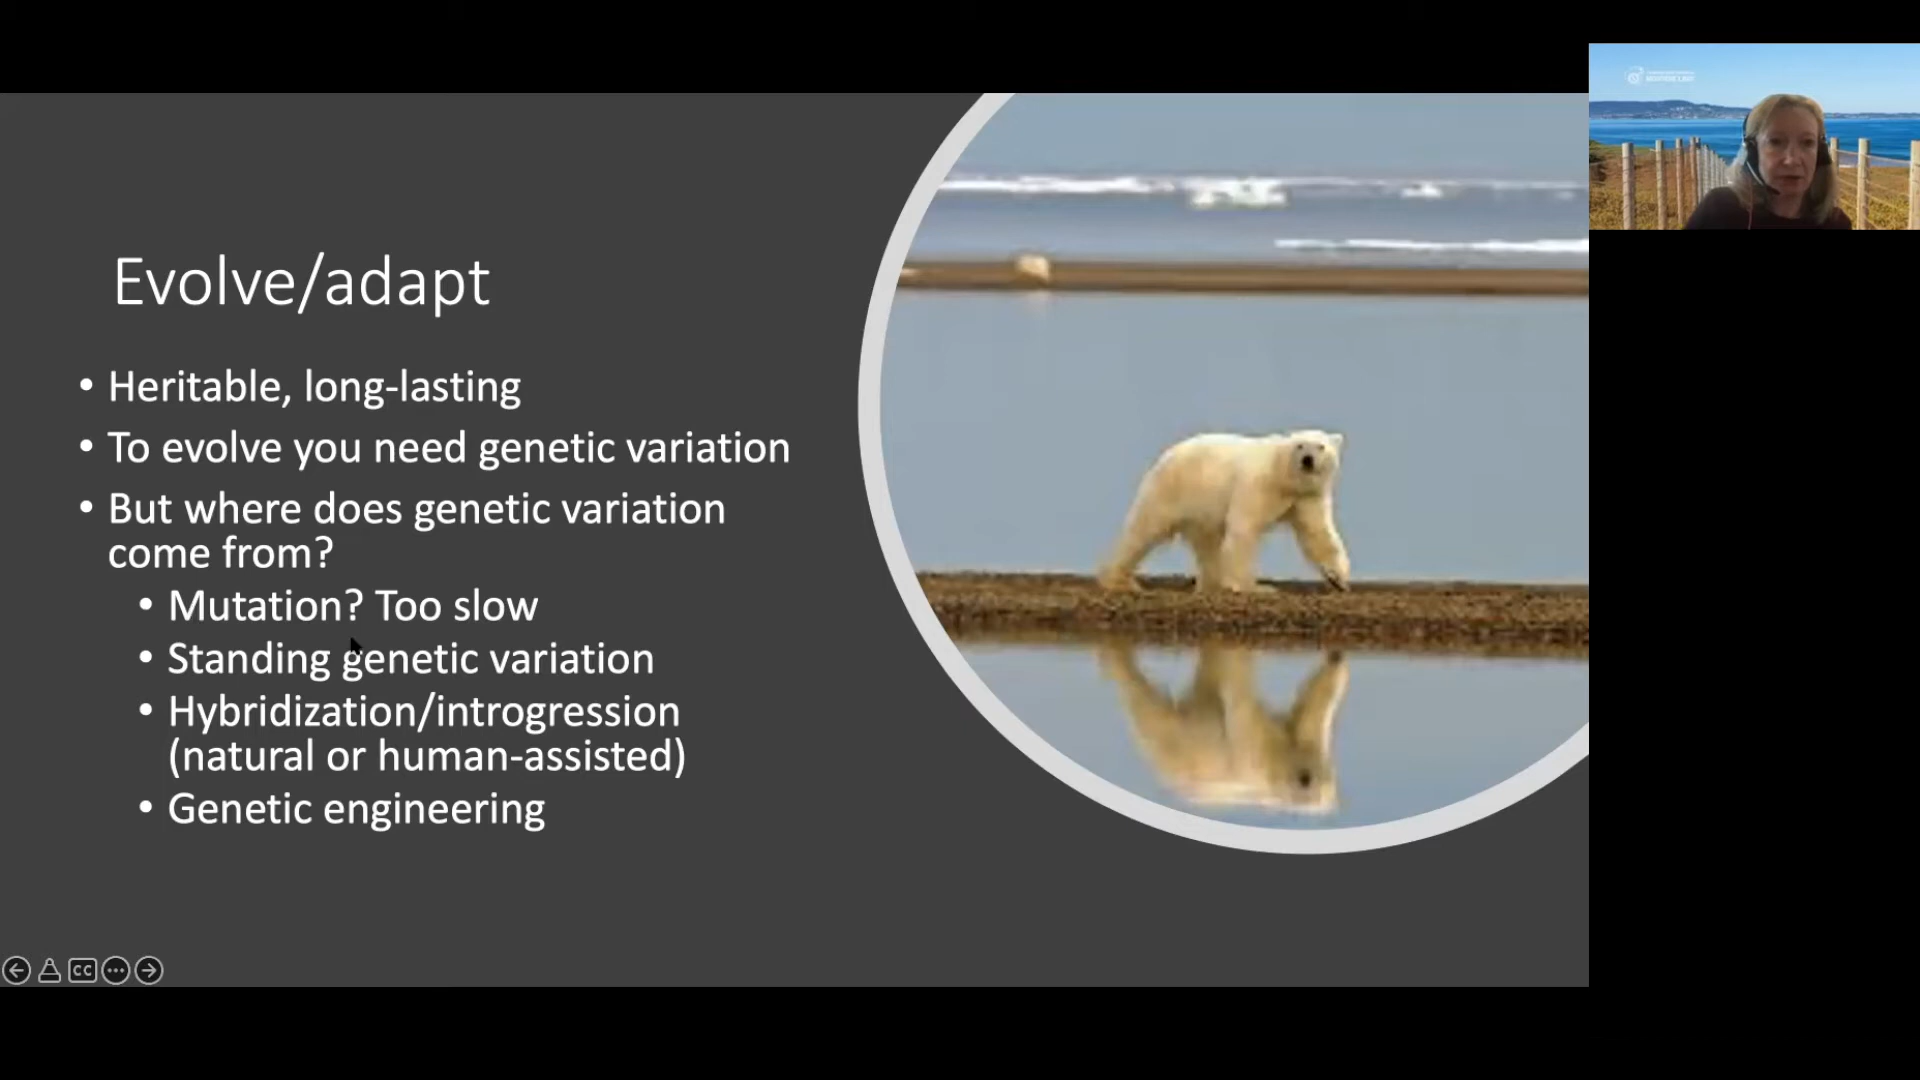 Evolve/adapt
• Heritable, long-lasting
• To evolve you need genetic variation
• But where does genetic variation
come from?
• Mutation? Too slow
• Standing genetic variation
• Hybridization/introgression
(natural or human-assisted)
• Genetic engineering
CC